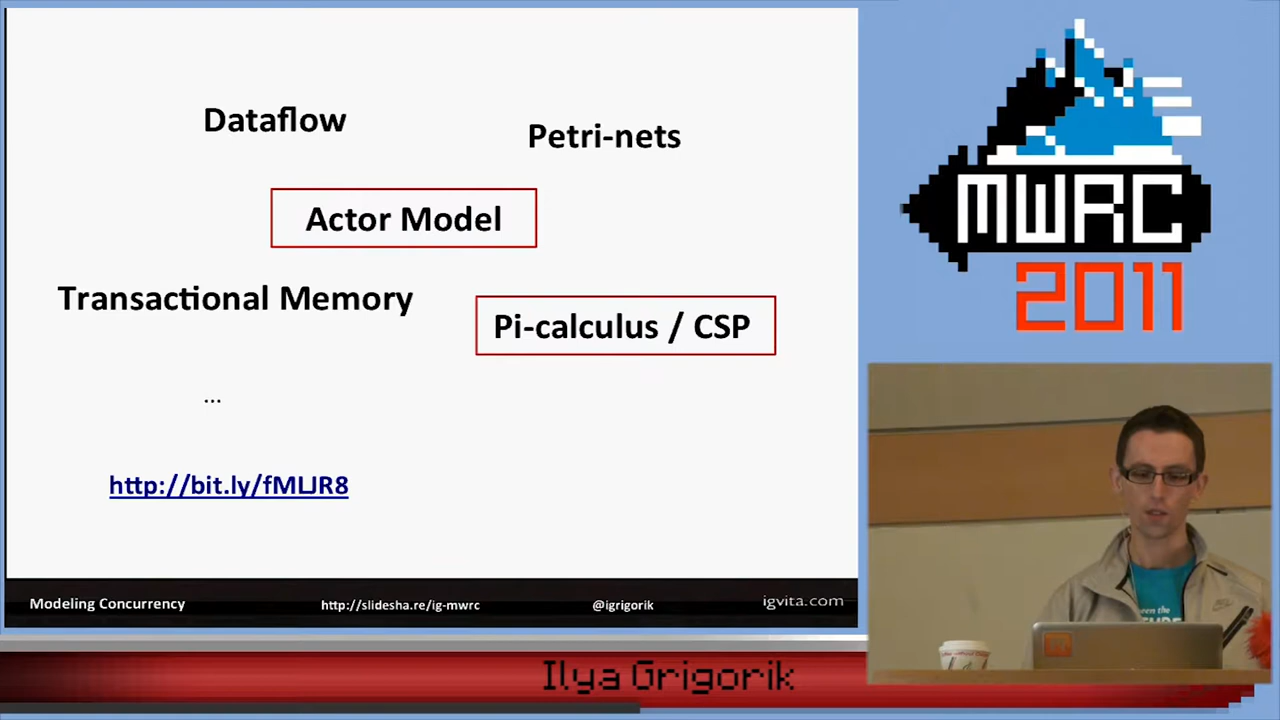 Dataflow
Petri-nets
Actor Model
Transactional Memory
Pi-calculus / CSP
...
http://bit.ly/fMLJR8
Modeling Concurrency
http://slidesha.re/ig-mwrc
@igrigorik
igvita.com
MWRC
2011
Ilya Grigorik